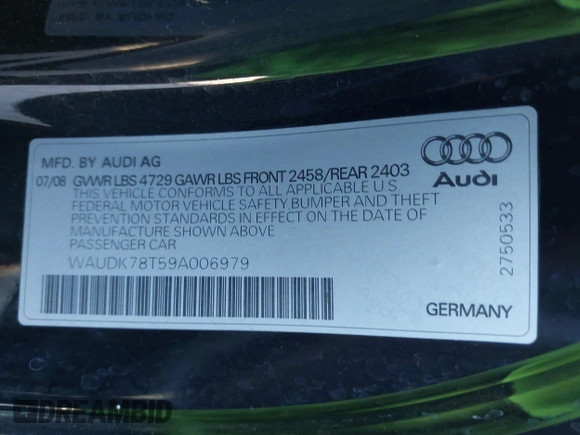 MFD. BY AUDI AG
07/08 GVWR LBS 4729 GAWR LBS FRONT 2458/REAR 2403
THIS VEHICLE CONFORMS TO ALL APPLICABLE U.S.
FEDERAL MOTOR VEHICLE SAFETY BUMPER AND THEFT
PREVENTION STANDARDS IN EFFECT ON THE DATE OF
MANUFACTURE SHOWN ABOVE
PASSENGER CAR
WAUDK78T59A006979
Audi
2750533
GERMANY
DREAMBID